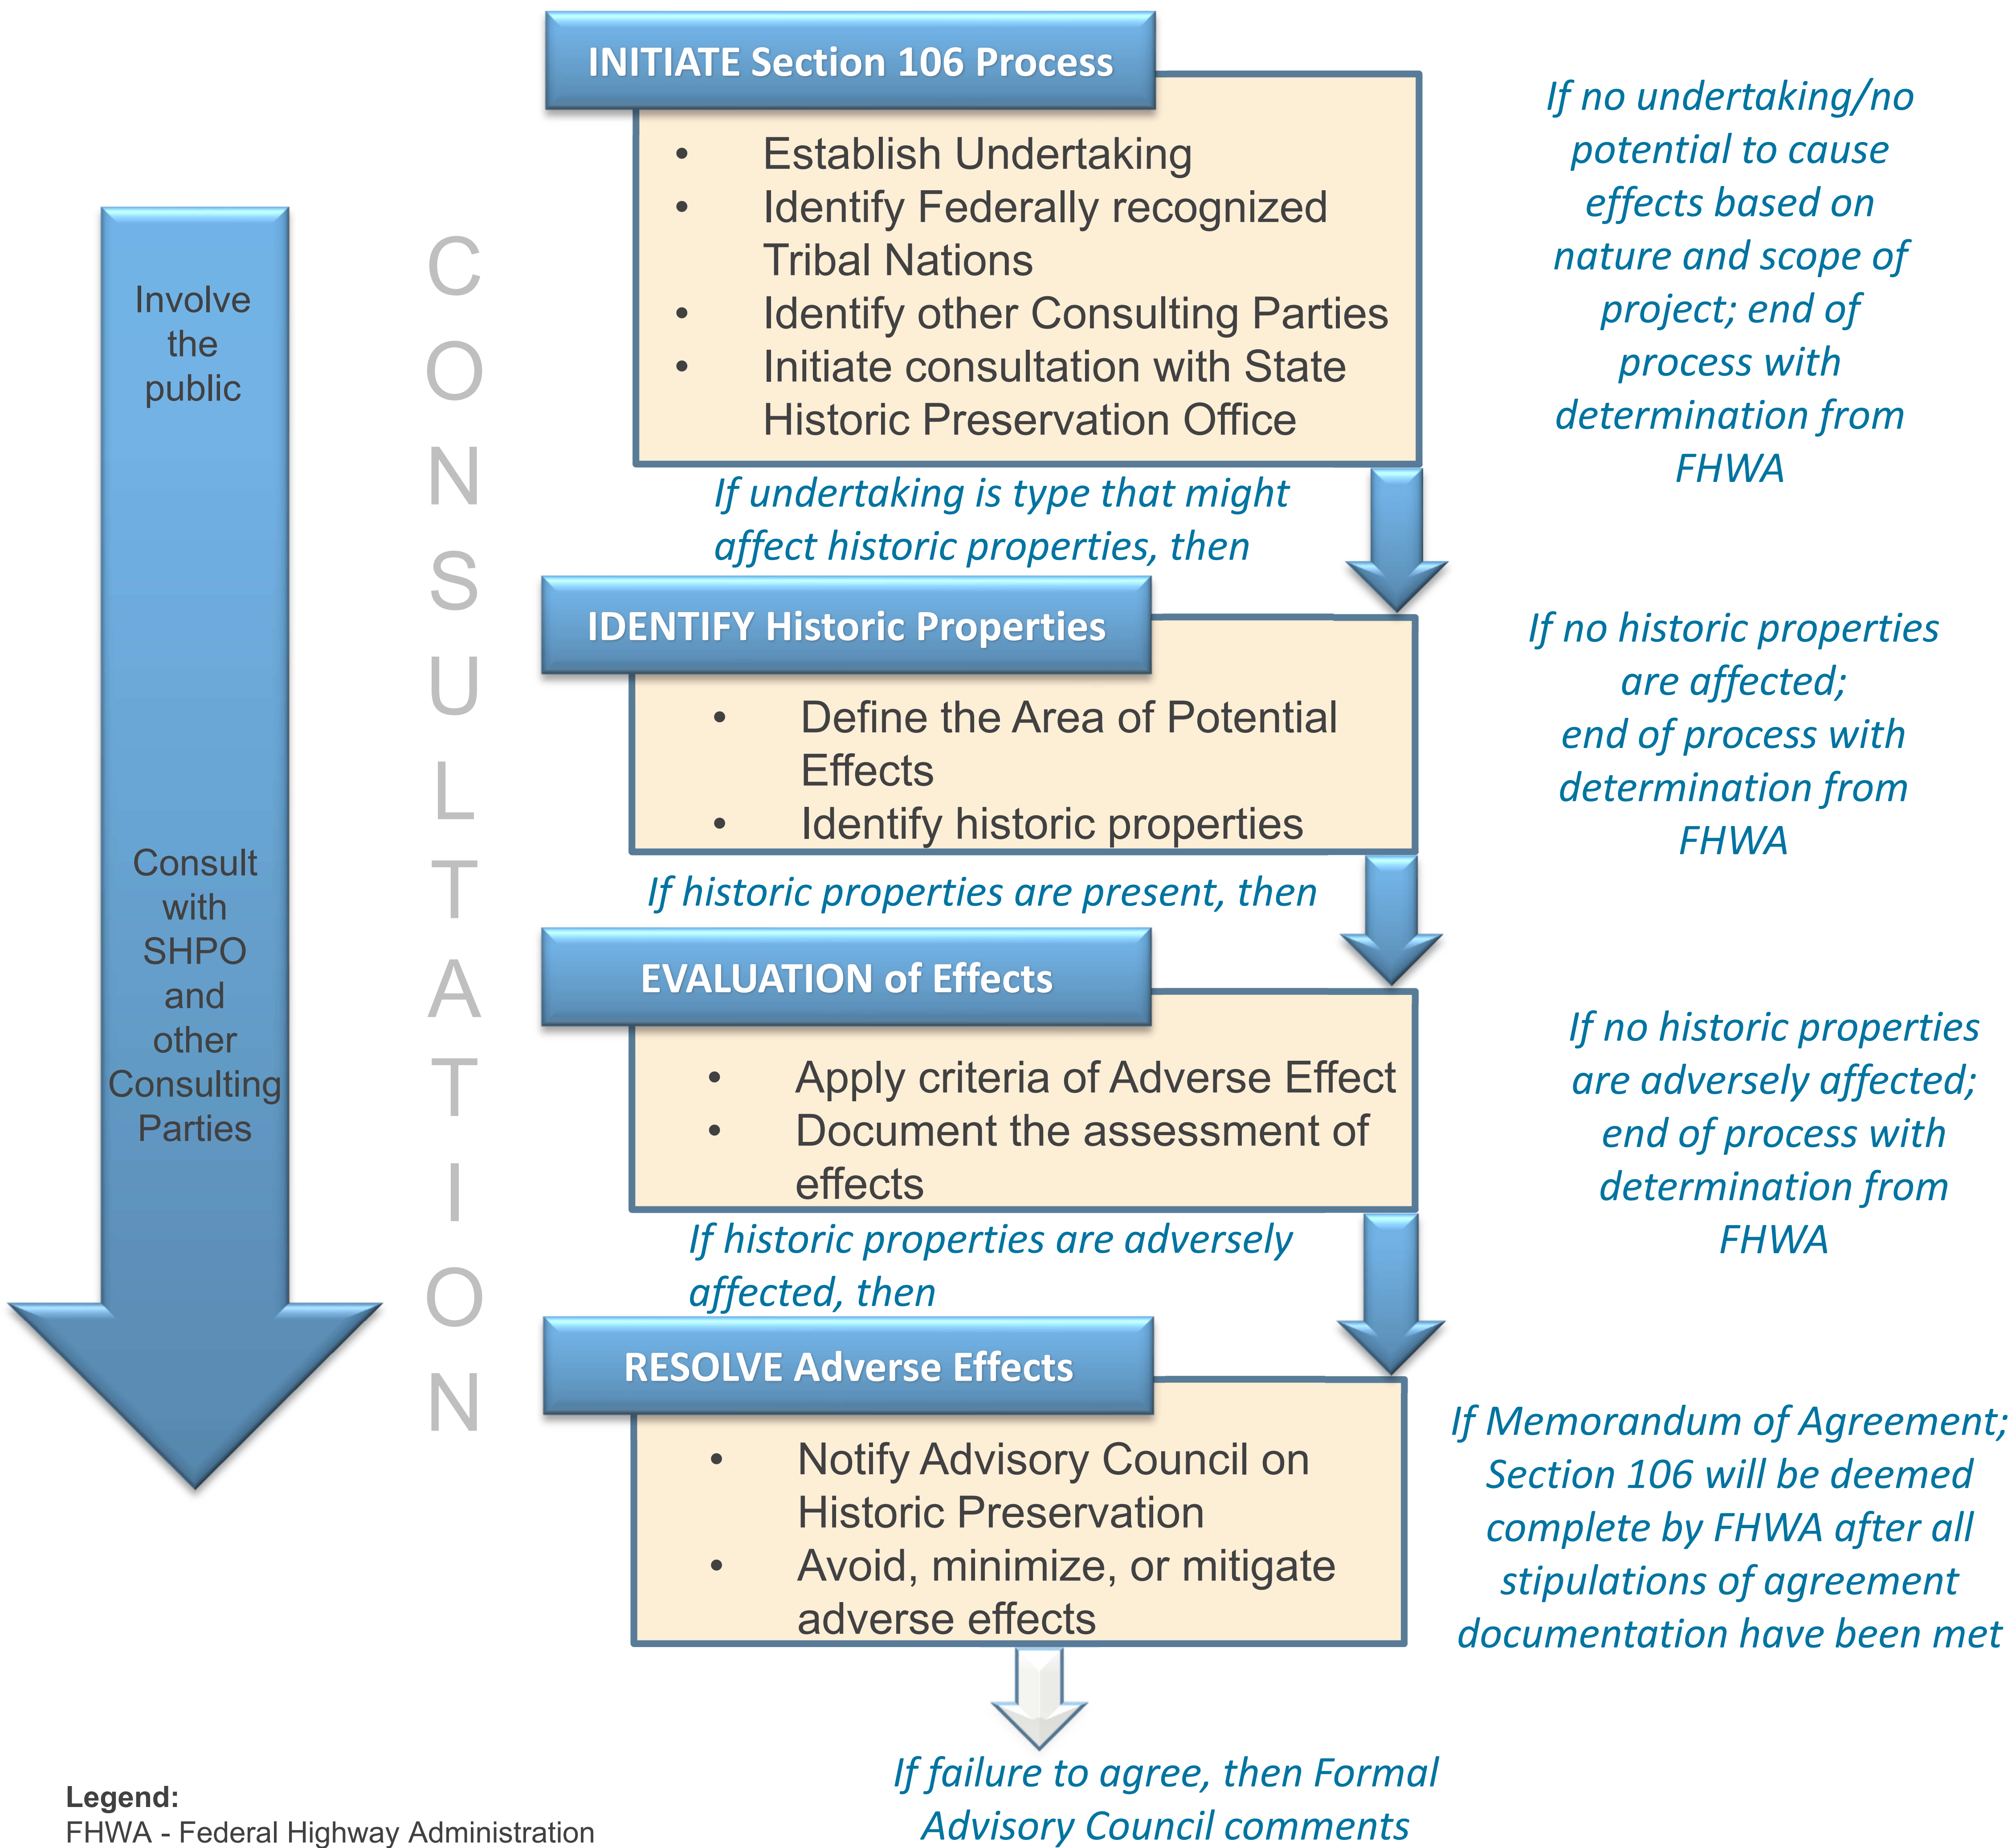 INITIATE Section 106 Process
• Establish Undertaking
• Identify Federally recognized
Tribal Nations
• Identify other Consulting Parties
• Initiate consultation with State
Historic Preservation Office
If no undertaking/no
potential to cause
effects based on
nature and scope of
project; end of
process with
determination from
FHWA
If undertaking is type that might
affect historic properties, then
IDENTIFY Historic Properties
• Define the Area of Potential
Effects
• Identify historic properties
If no historic properties
are affected;
end of process with
determination from
FHWA
If historic properties are present, then
EVALUATION of Effects
• Apply criteria of Adverse Effect
• Document the assessment of
effects
If no historic properties
are adversely affected;
end of process with
determination from
FHWA
If historic properties are adversely
affected, then
RESOLVE Adverse Effects
• Notify Advisory Council on
Historic Preservation
• Avoid, minimize, or mitigate
adverse effects
If Memorandum of Agreement;
Section 106 will be deemed
complete by FHWA after all
stipulations of agreement
documentation have been met
If failure to agree, then Formal
Advisory Council comments
Involve
the
public
Consult
with
SHPO
and
other
Consulting
Parties
C
O
N
S
U
L
T
A
T
I
O
N
Legend:
FHWA - Federal Highway Administration